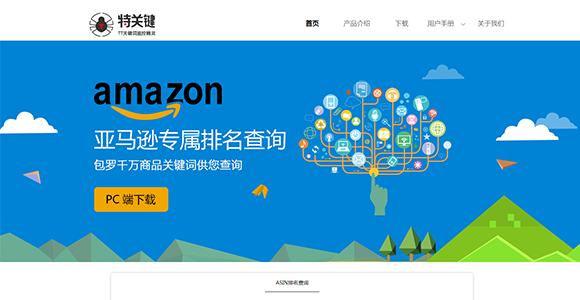 特关键
TT关键词监控精灵
首页
产品介绍
下载
用户手册
关于我们
amazon
亚马逊专属排名查询
包罗千万商品关键词供您查询
PC 端下载
ASIN排名查询